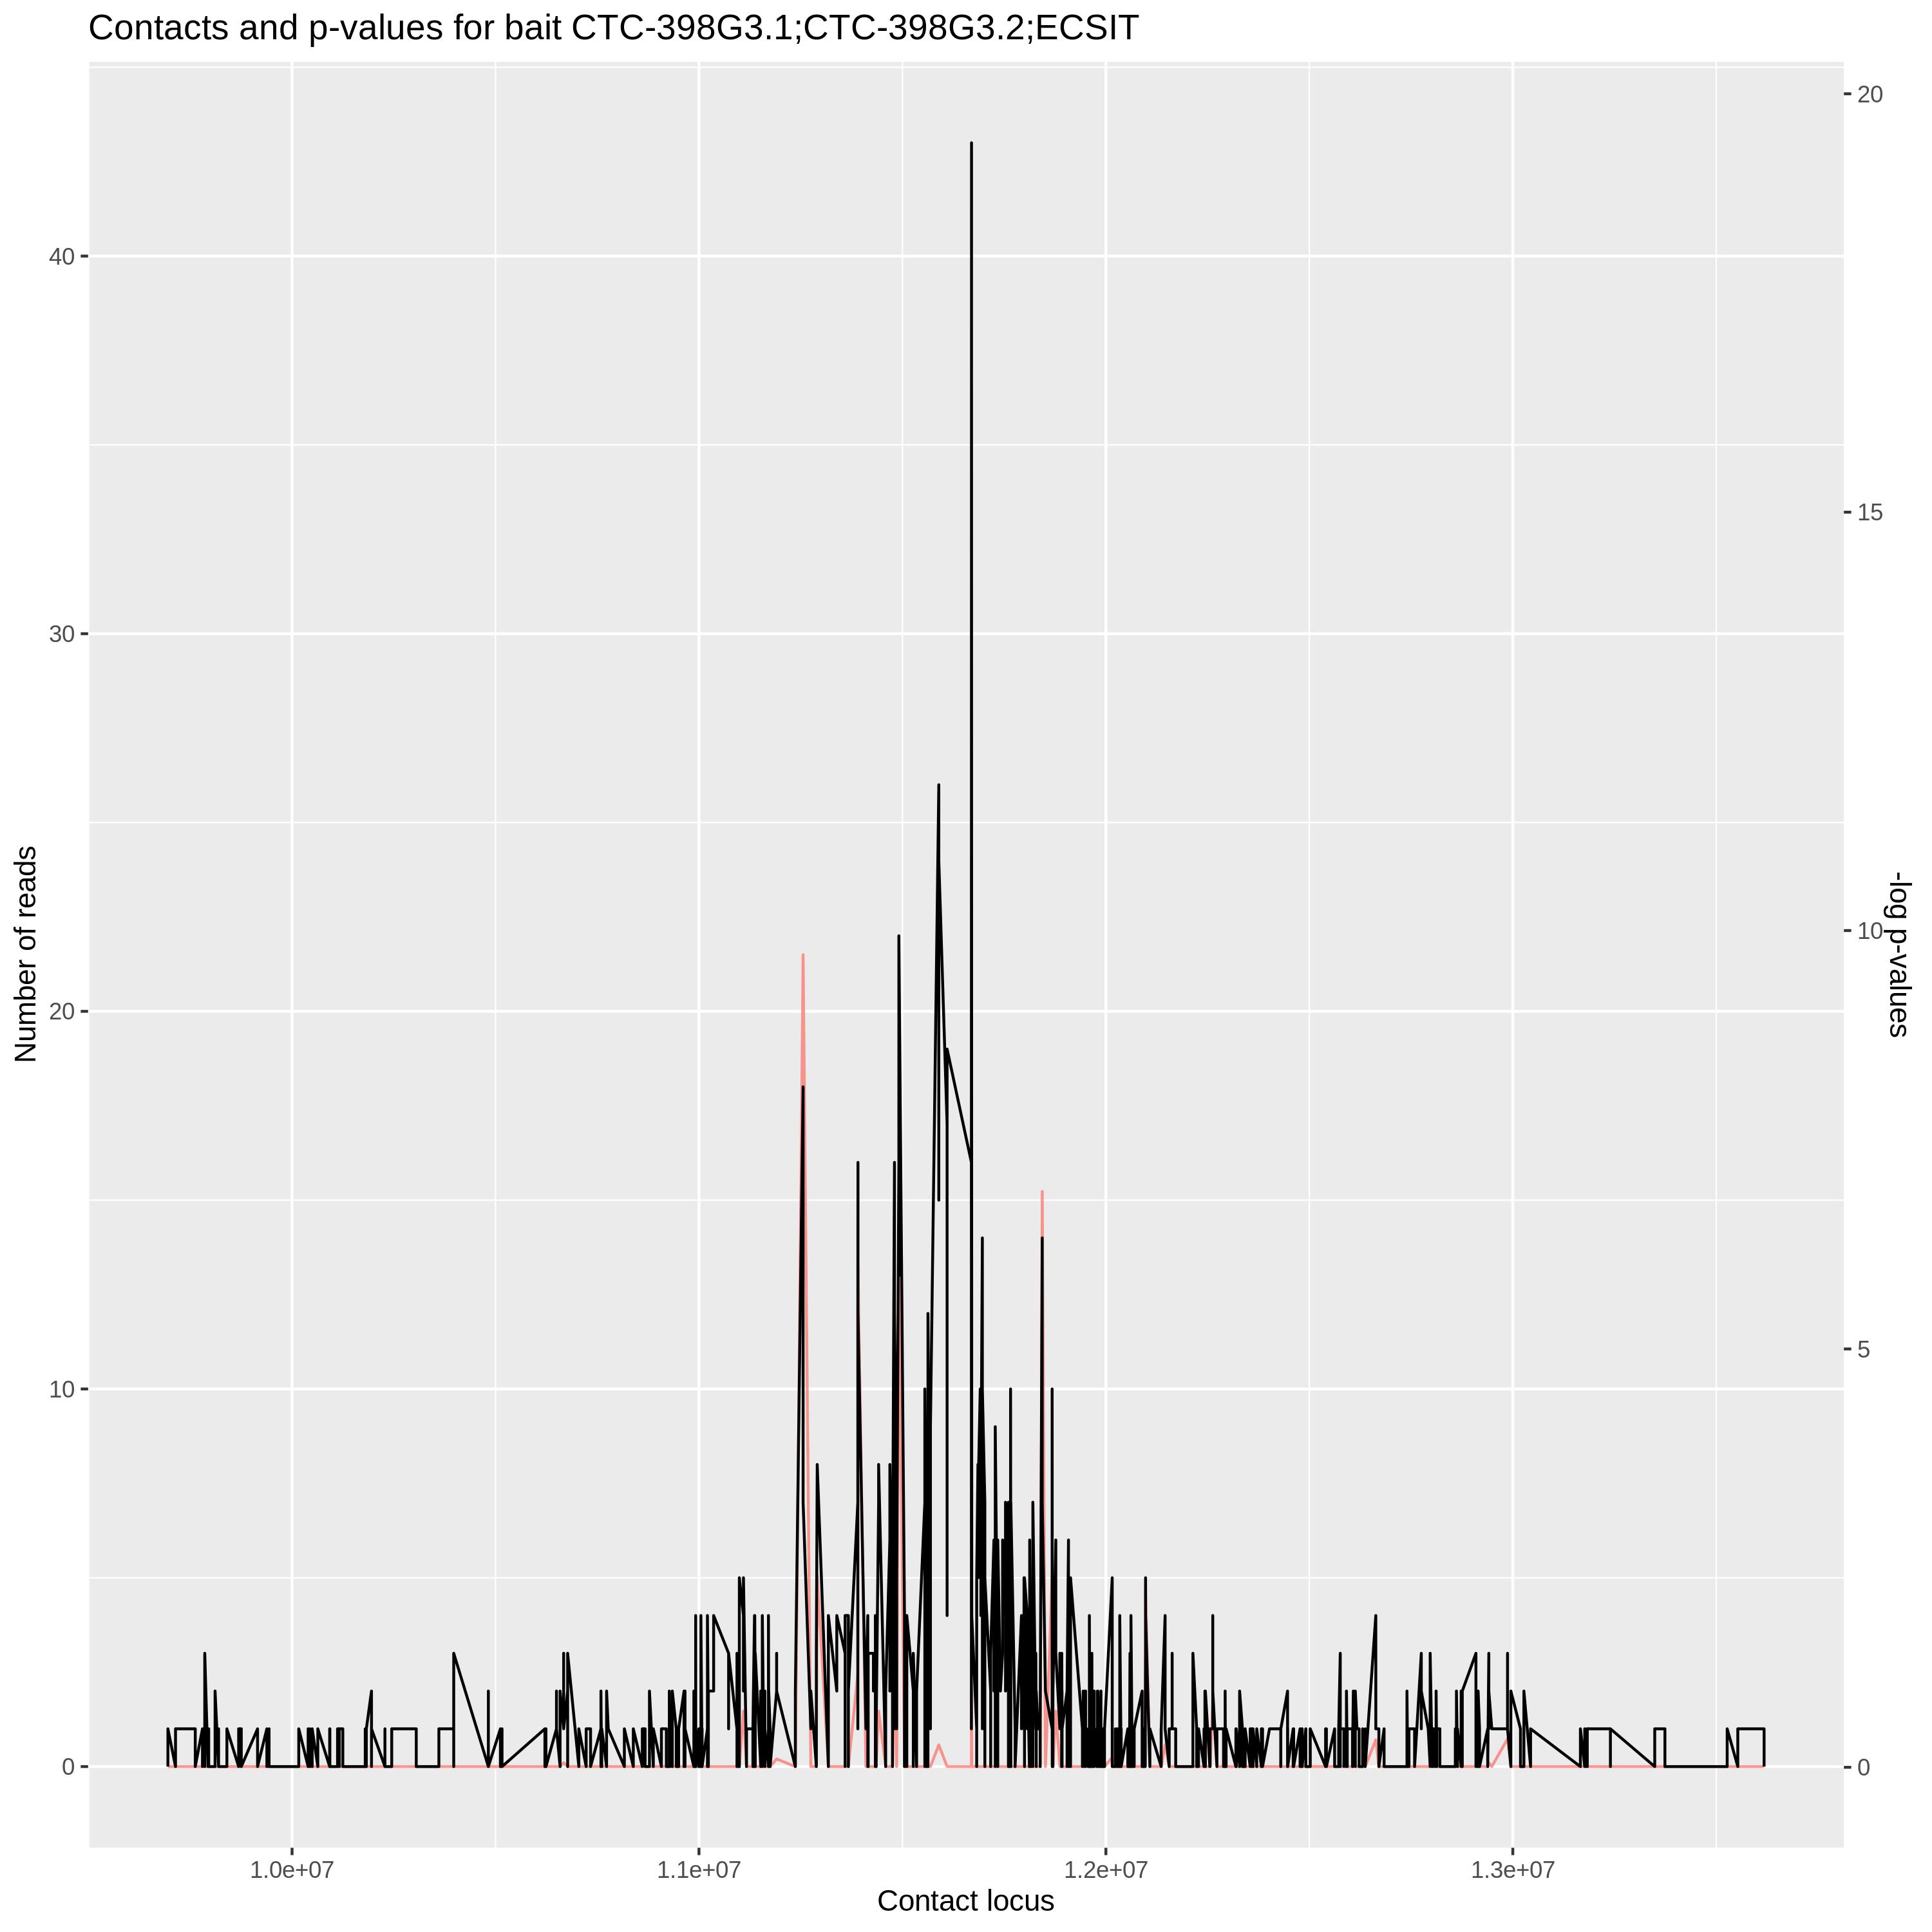 Contacts and p-values for bait CTC-398G3.1;CTC-398G3.2;ECSIT
Number of reads
40
30
20
10
0
20
15
10
5
0
-log p-values
1.0e+07
1.1e+07
1.2e+07
1.3e+07
Contact locus